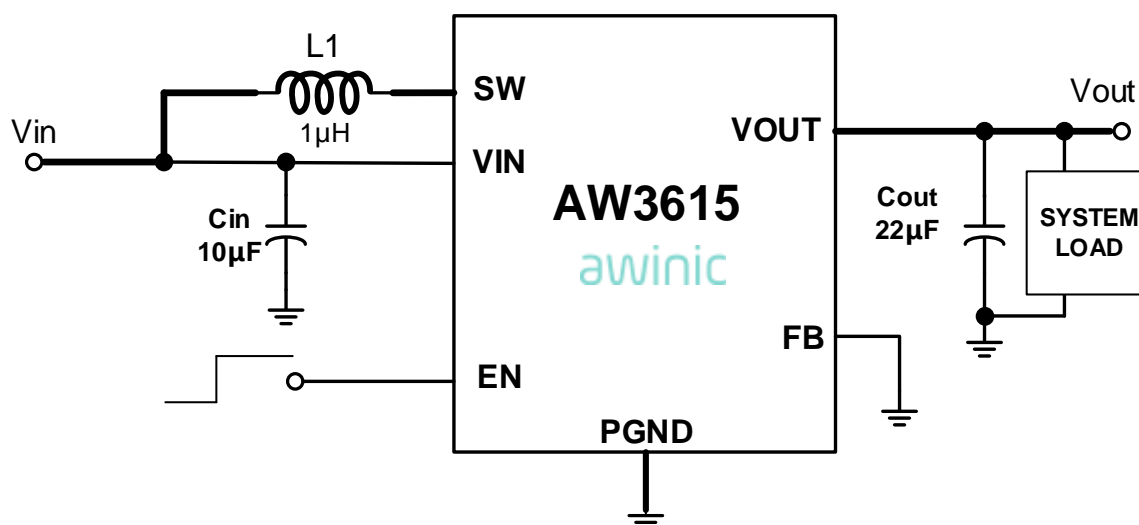 L1
1µH
SW
Vin
VIN
VOUT
Vout
Cin
10µF
AW3615
awinic
Cout
22µF
SYSTEM
LOAD
FB
EN
PGND